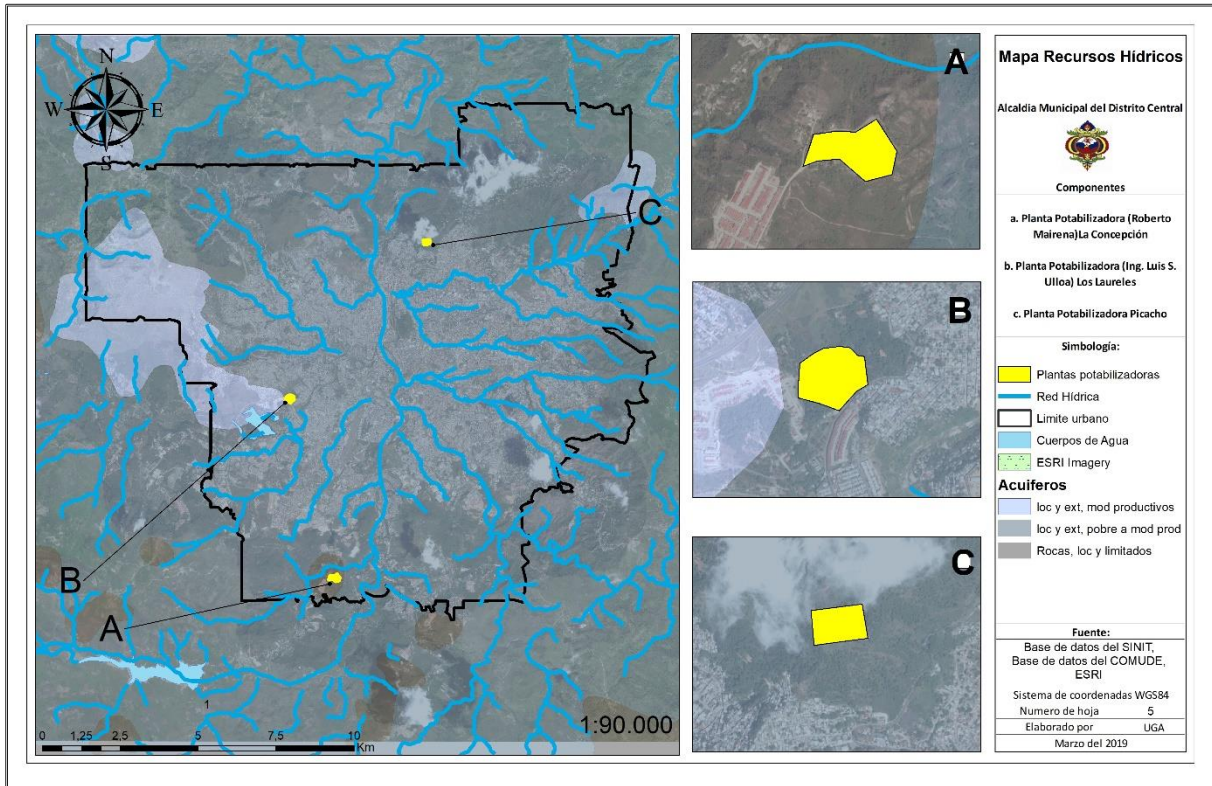 N
W
E
S
C
B
A
1
1:90.000
0 1,25 2,5 5 7,5 10
Km
A
B
C
Mapa Recursos Hídricos
Alcaldia Municipal del Distrito Central
Componentes
a. Planta Potabilizadora (Roberto
Mairena)La Concepción
b. Planta Potabilizadora (Ing. Luis S.
Ulloa) Los Laureles
c. Planta Potabilizadora Picacho
Simbología:
Plantas potabilizadoras
Red Hídrica
Limite urbano
Cuerpos de Agua
ESRI Imagery
Acuiferos
loc y ext, mod productivos
loc y ext, pobre a mod prod
Rocas, loc y limitados
Fuente:
Base de datos del SINIT,
Base de datos del COMUDE,
ESRI
Sistema de coordenadas WGS84
Numero de hoja 5
Elaborado por UGA
Marzo del 2019